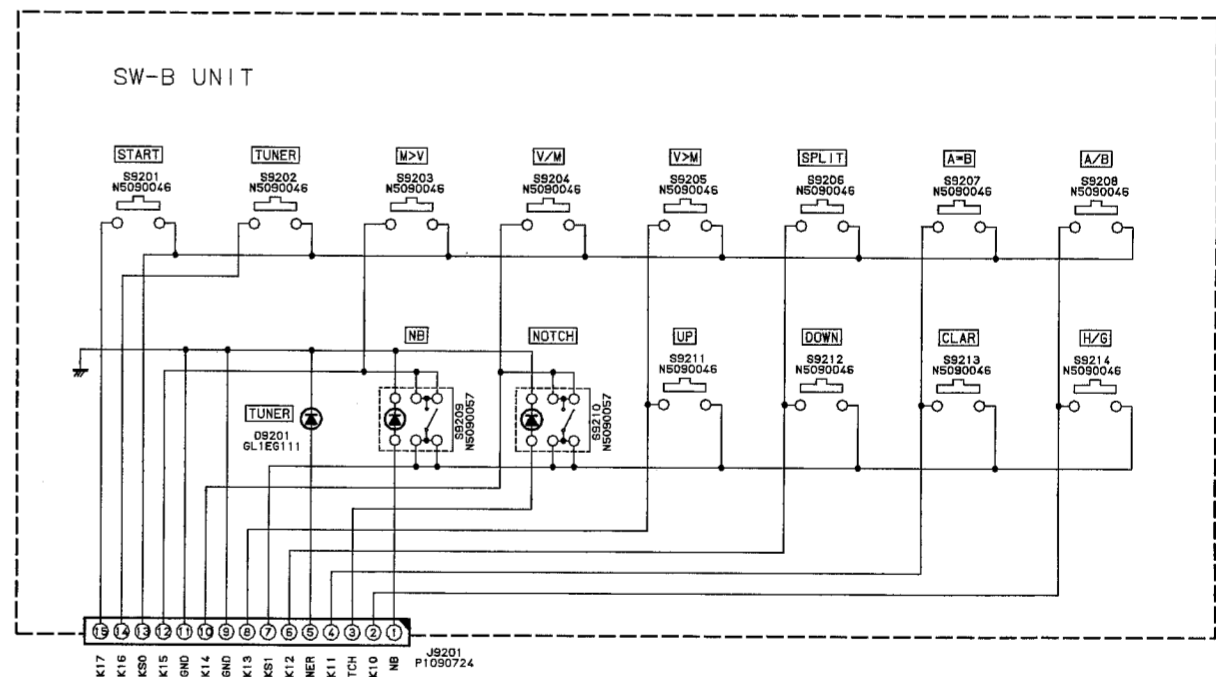 SW-B UNIT
START
S9201
N5090046
TUNER
S9202
N5090046
M>V
S9203
N5090046
V/M
S9204
N5090046
V>M
S9205
N5090046
SPLIT
S9206
N5090046
A=B
S9207
N5090046
A/B
S9208
N5090046
NB
S9209
N5090057
NOTCH
S9210
N5090057
UP
S9211
N5090046
DOWN
S9212
N5090046
CLAR
S9213
N5090046
H/G
S9214
N5090046
TUNER
D9201
GL1EG111
15 14 13 12 11 10 9 8 7 6 5 4 3 2 1
J9201
P1090724
K17
K16
KS0
K15
GND
K14
GND
K13
KS1
K12
NER
K11
TCH
K10
NB